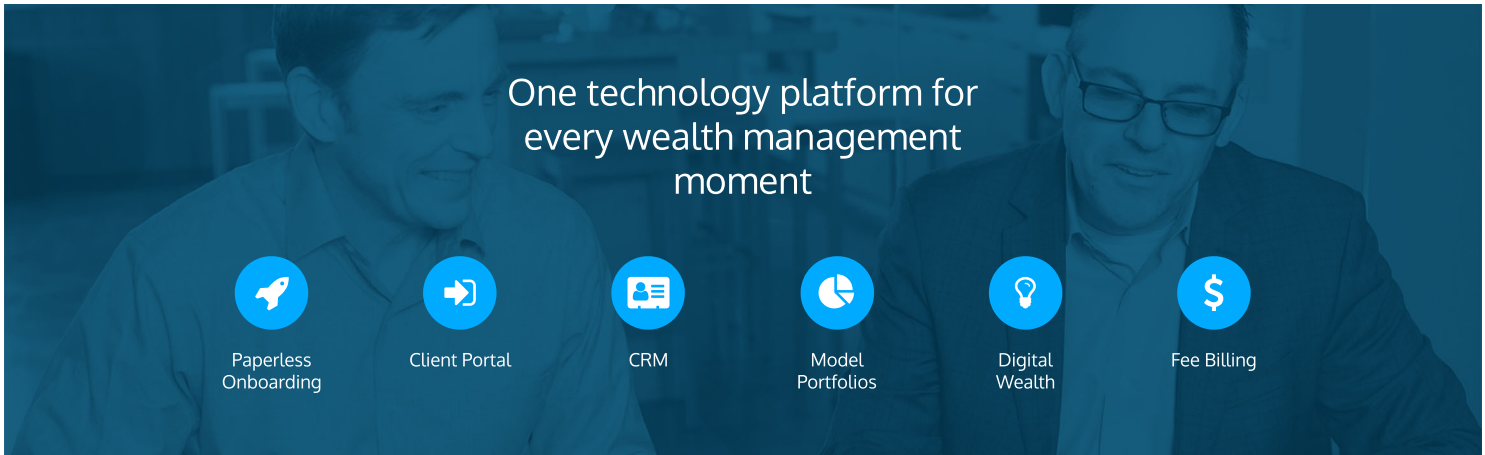 One technology platform for
every wealth management
moment
Paperless
Onboarding
Client Portal
CRM
Model
Portfolios
Digital
Wealth
Fee Billing